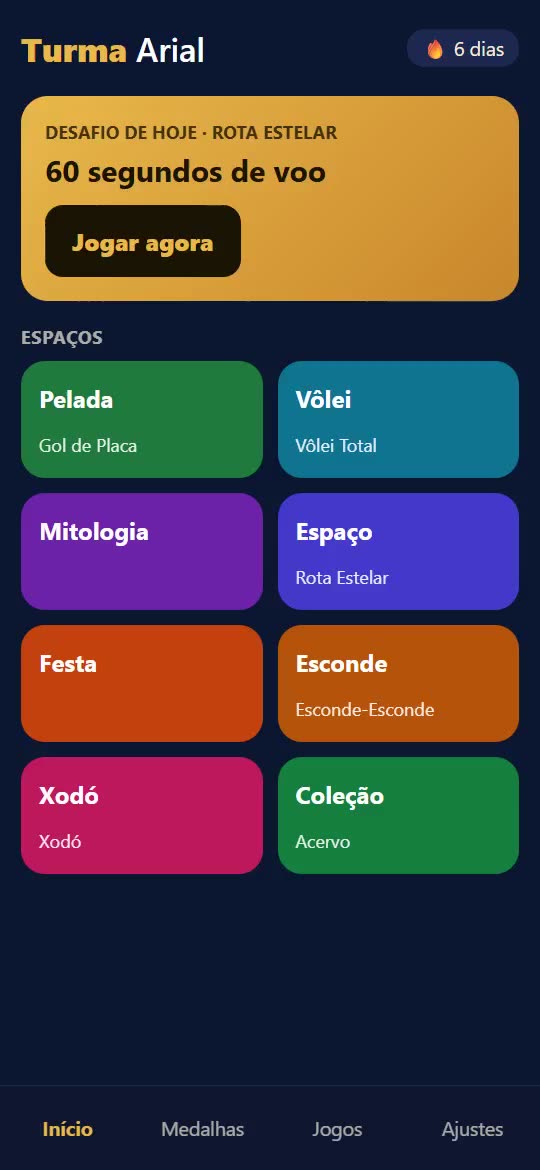 Turma Arial
6 dias
DESAFIO DE HOJE · ROTA ESTELAR
60 segundos de voo
Jogar agora
ESPAÇOS
Pelada
Gol de Placa
Vôlei
Vôlei Total
Mitologia
Espaço
Rota Estelar
Festa
Esconde
Esconde-Esconde
Xodó
Xodó
Coleção
Acervo
Início
Medalhas
Jogos
Ajustes